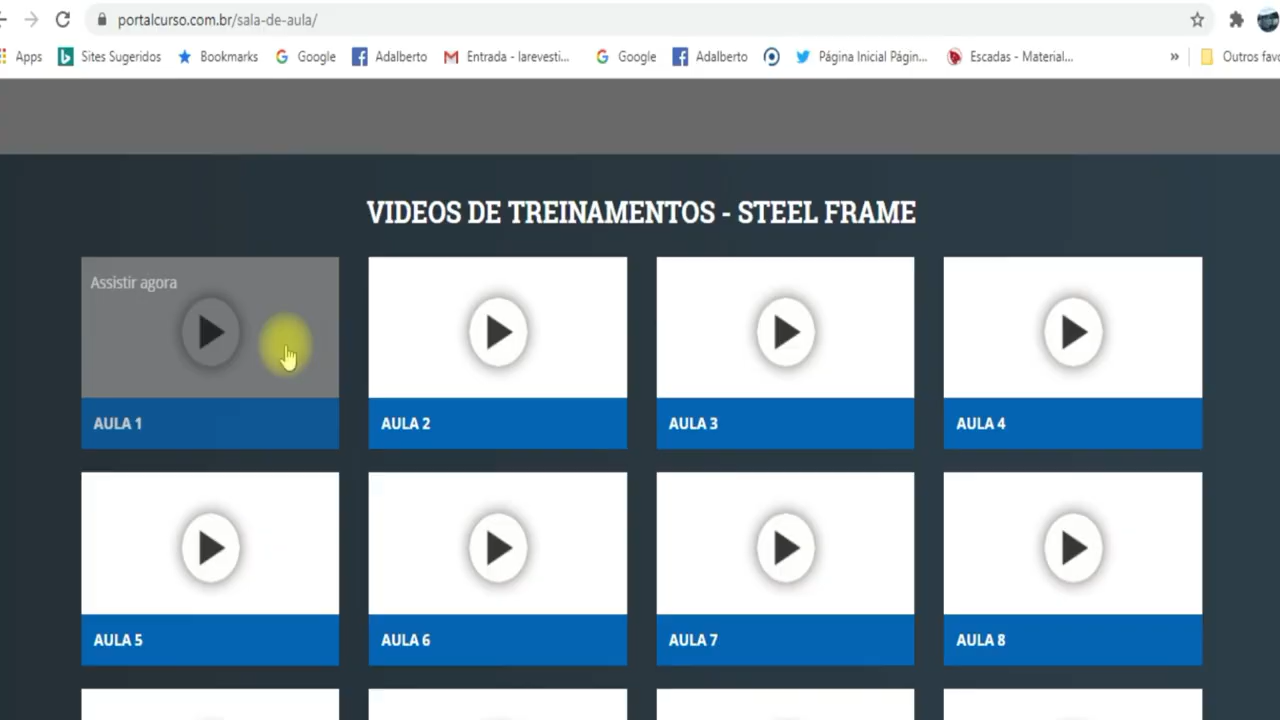 portalcurso.com.br/sala-de-aula/
Apps Sites Sugeridos Bookmarks Google Adalberto Entrada - larevesti... Google Adalberto Página Inicial Págin... Escadas - Material... » Outros favo
VIDEOS DE TREINAMENTOS - STEEL FRAME
Assistir agora
AULA 1 AULA 2 AULA 3 AULA 4
AULA 5 AULA 6 AULA 7 AULA 8